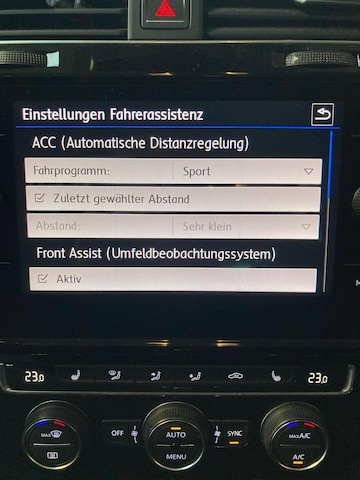 Einstellungen Fahrerassistenz
ACC (Automatische Distanzregelung)
Fahrprogramm: Sport
Zuletzt gewählter Abstand
Abstand: Sehr klein
Front Assist (Umfeldbeobachtungssystem)
Aktiv
23,0 23,0
MAX OFF AUTO SYNC MAX A/C
MENU A/C